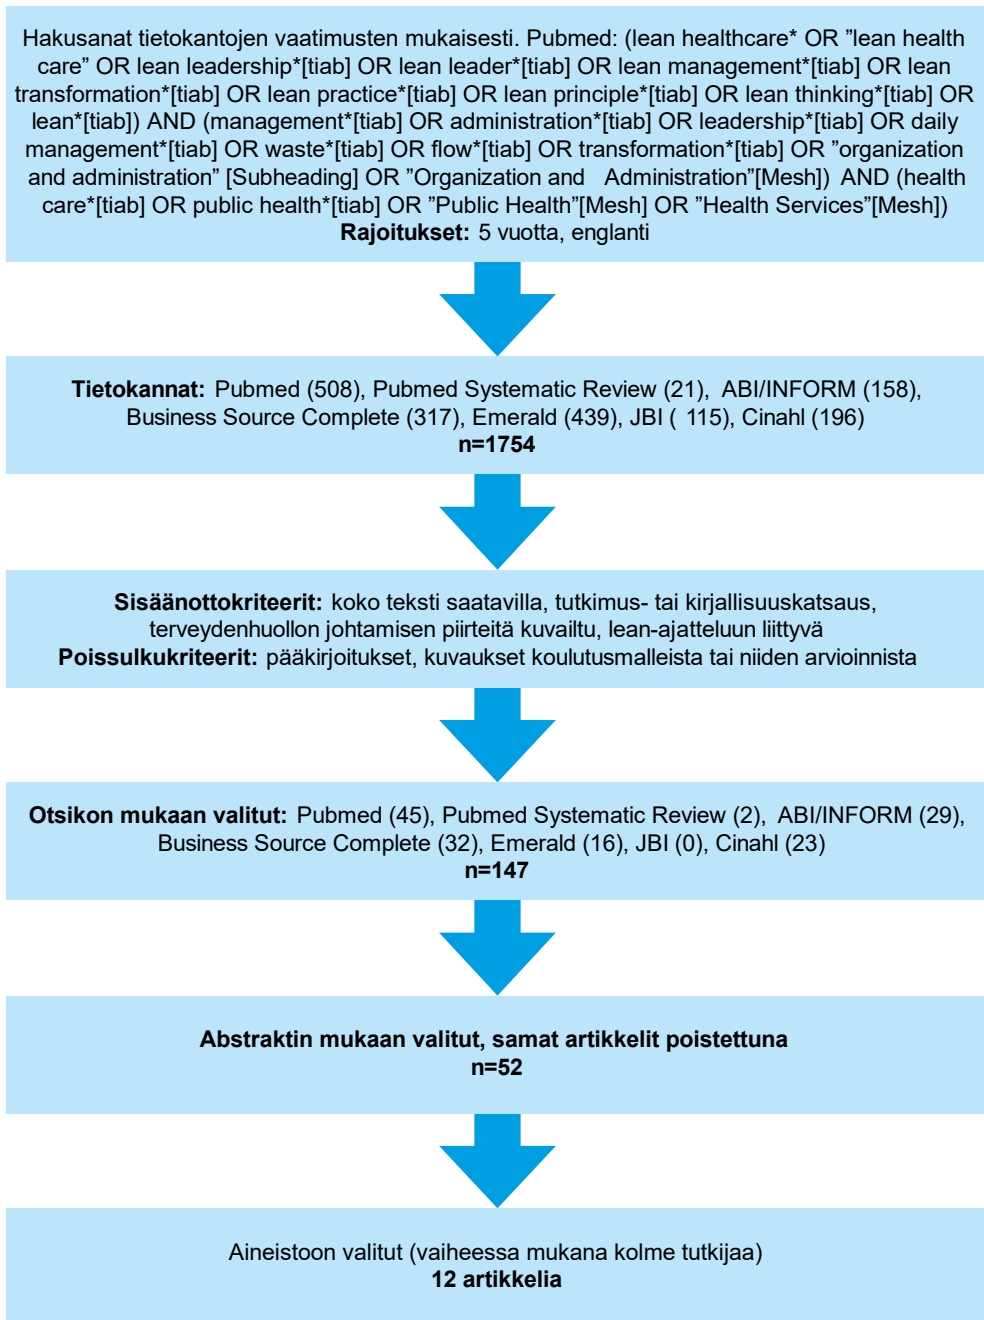 Hakusanat tietokantojen vaatimusten mukaisesti. Pubmed: (lean healthcare* OR ”lean health
care” OR lean leadership*[tiab] OR lean leader*[tiab] OR lean management*[tiab] OR lean
transformation*[tiab] OR lean practice*[tiab] OR lean principle*[tiab] OR lean thinking*[tiab] OR
lean*[tiab]) AND (management*[tiab] OR administration*[tiab] OR leadership*[tiab] OR daily
management*[tiab] OR waste*[tiab] OR flow*[tiab] OR transformation*[tiab] OR ”organization
and administration” [Subheading] OR ”Organization and Administration”[Mesh]) AND (health
care*[tiab] OR public health*[tiab] OR ”Public Health”[Mesh] OR ”Health Services”[Mesh])
Rajoitukset: 5 vuotta, englanti
Tietokannat: Pubmed (508), Pubmed Systematic Review (21), ABI/INFORM (158),
Business Source Complete (317), Emerald (439), JBI ( 115), Cinahl (196)
n=1754
Sisäänottokriteerit: koko teksti saatavilla, tutkimus- tai kirjallisuuskatsaus,
terveydenhuollon johtamisen piirteitä kuvailtu, lean-ajatteluun liittyvä
Poissulkukriteerit: pääkirjoitukset, kuvaukset koulutusmalleista tai niiden arvioinnista
Otsikon mukaan valitut: Pubmed (45), Pubmed Systematic Review (2), ABI/INFORM (29),
Business Source Complete (32), Emerald (16), JBI (0), Cinahl (23)
n=147
Abstraktin mukaan valitut, samat artikkelit poistettuna
n=52
Aineistoon valitut (vaiheessa mukana kolme tutkijaa)
12 artikkelia